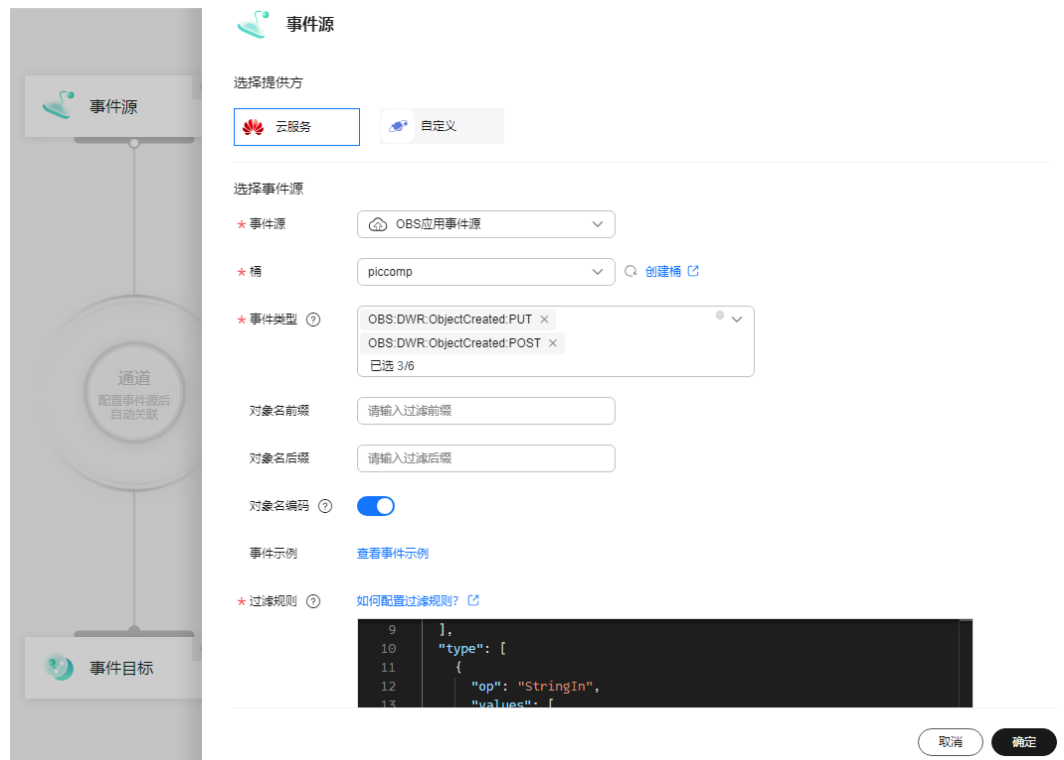 事件源
事件源
选择提供方
云服务
自定义
选择事件源
* 事件源
OBS应用事件源
* 桶
piccomp
创建桶
* 事件类型
OBS:DWR:ObjectCreated:PUT ×
OBS:DWR:ObjectCreated:POST ×
已选 3/6
通道
配置事件源后
自动关联
对象名前缀
请输入过滤前缀
对象名后缀
请输入过滤后缀
对象名编码
事件示例
查看事件示例
* 过滤规则
如何配置过滤规则?
9 ],
10 "type": [
11 {
12 "op": "StringIn",
13 "values": [
事件目标
取消
确定